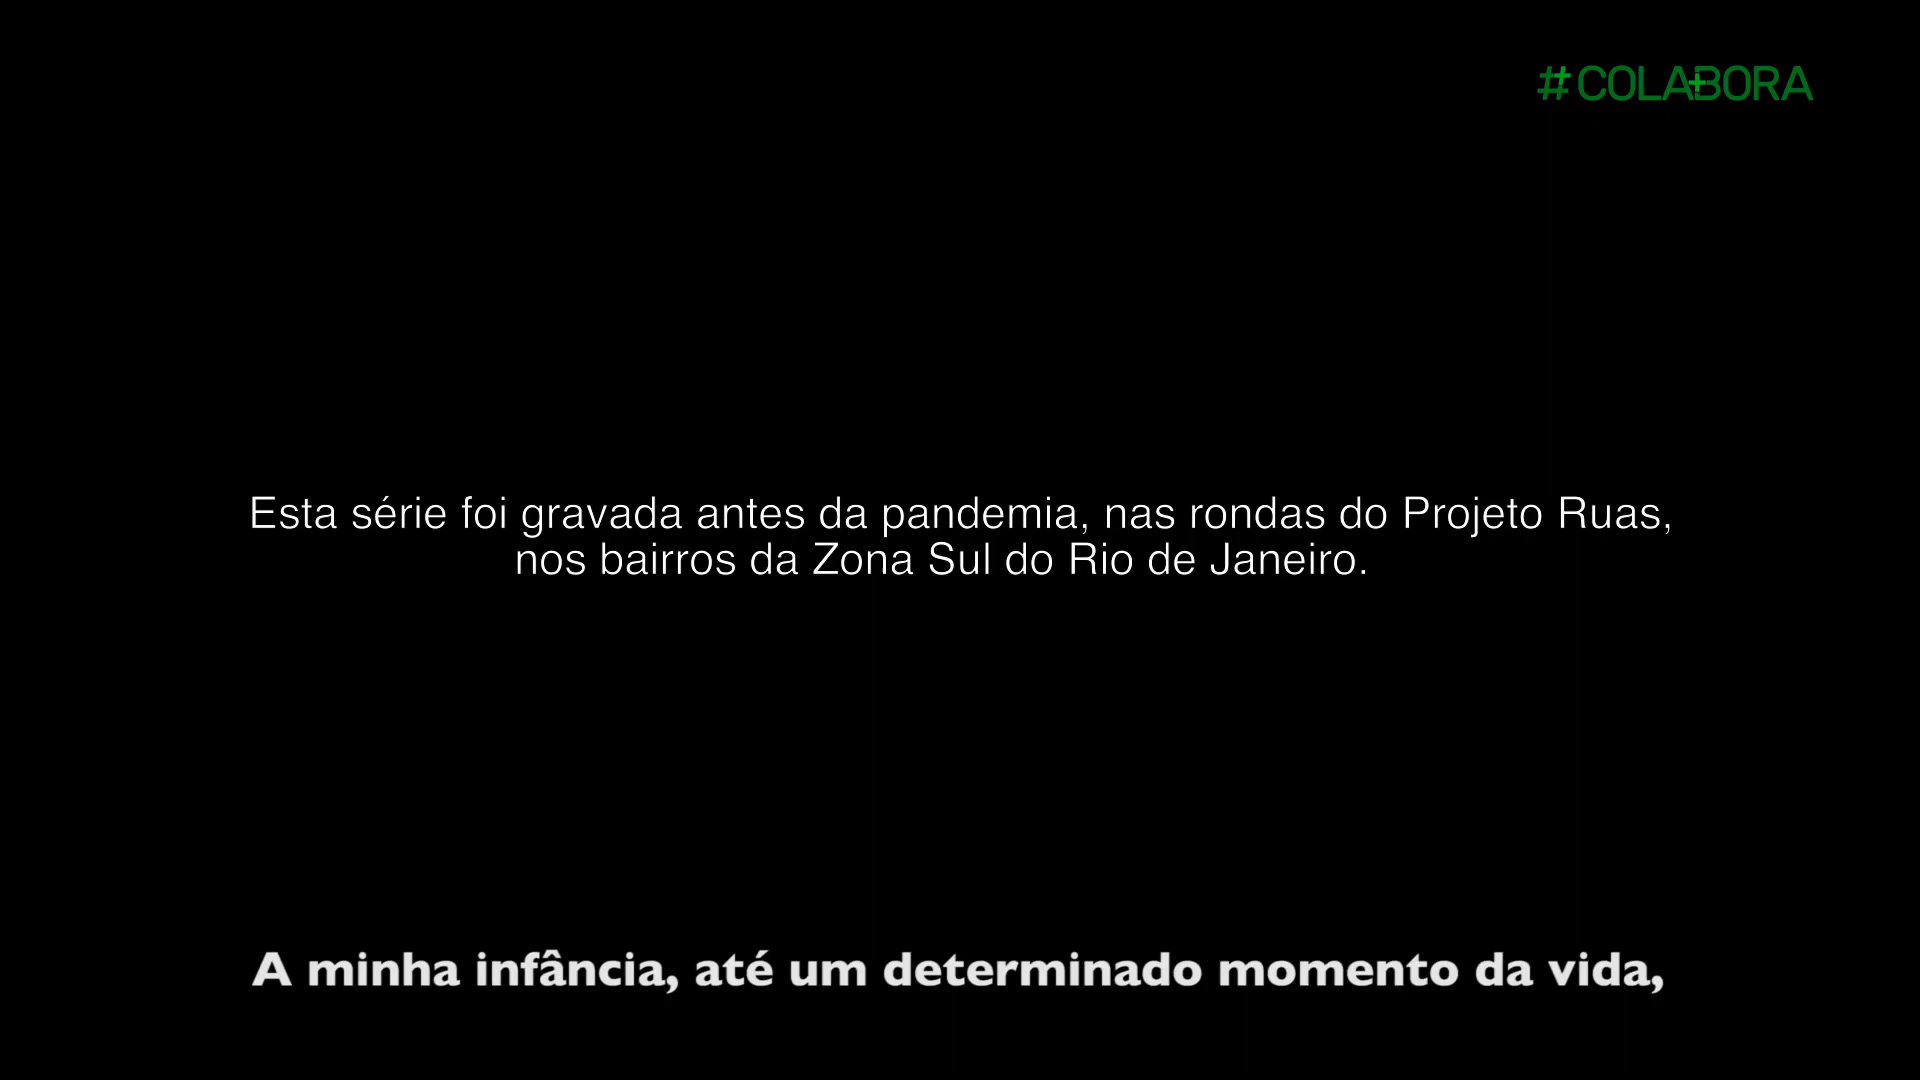 #COLABORA
Esta série foi gravada antes da pandemia, nas rondas do Projeto Ruas,
nos bairros da Zona Sul do Rio de Janeiro.
A minha infância, até um determinado momento da vida,